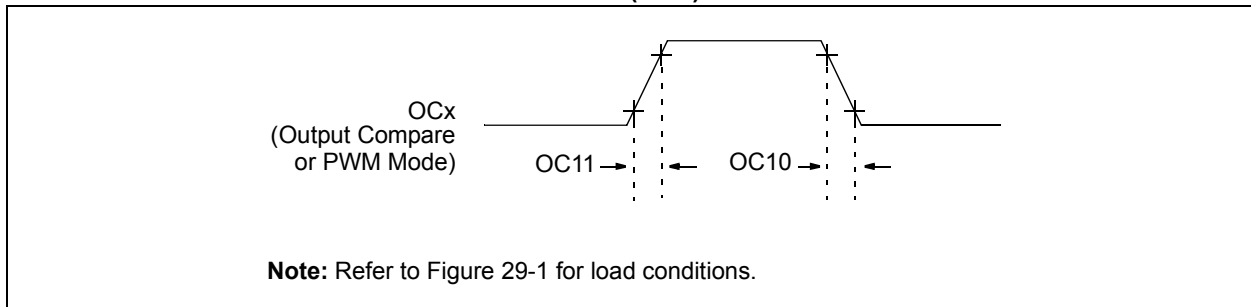 OCx
(Output Compare
or PWM Mode)
OC11
OC10
Note: Refer to Figure 29-1 for load conditions.